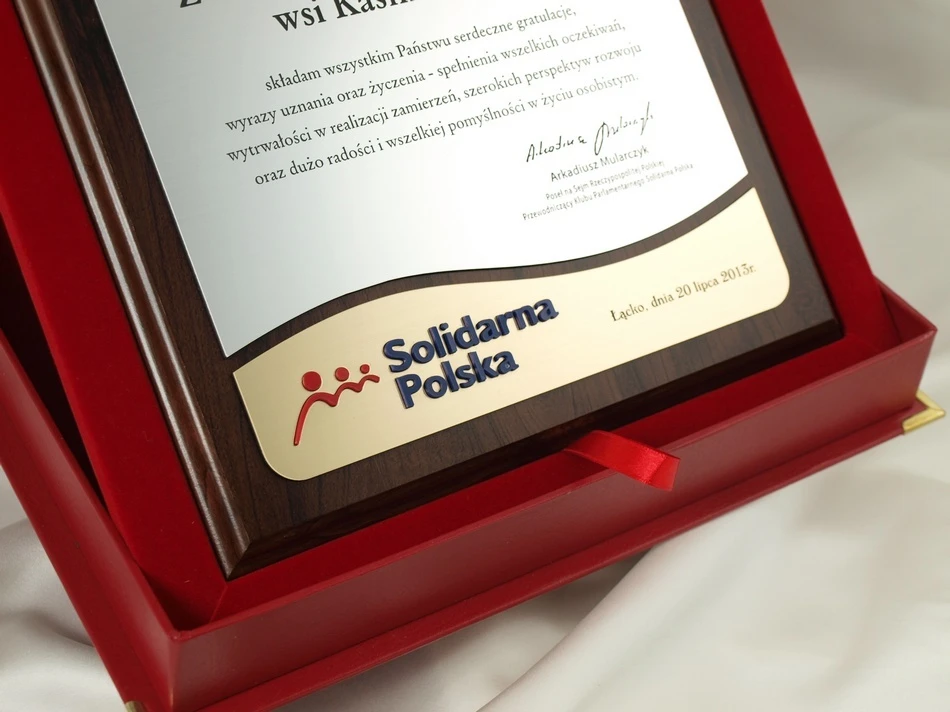 wsi
składam wszystkim Państwu serdeczne gratulacje,
wyrazy uznania oraz życzenia - spełnienia wszelkich oczekiwań,
wytrwałości w realizacji zamierzeń, szerokich perspektyw rozwoju
oraz dużo radości i wszelkiej pomyślności w życiu osobistym.
Arkadiusz Mularczyk
Poseł na Sejm Rzeczypospolitej Polskiej
Przewodniczący Klubu Parlamentarnego Solidarna Polska
Solidarna
Polska
Łącko, dnia 20 lipca 2013r.